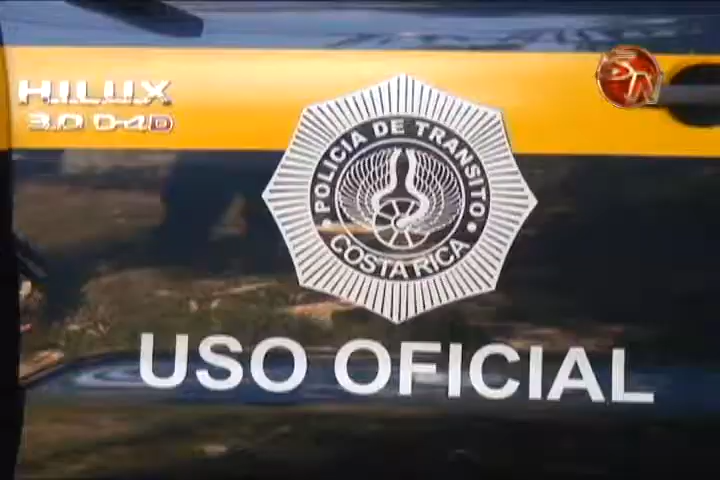 HILUX
3.0 D-4D
POLICIA DE TRANSITO
COSTA RICA
USO OFICIAL